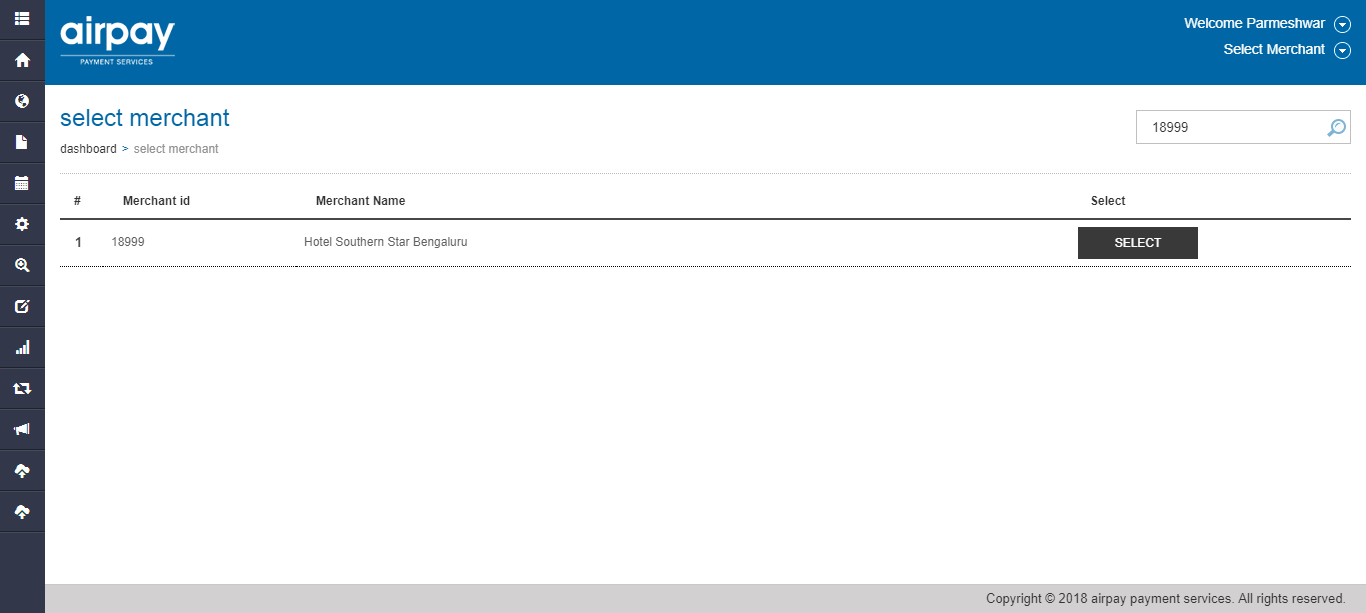 airpay
PAYMENT SERVICES
Welcome Parmeshwar
Select Merchant
select merchant
18999
dashboard > select merchant
# Merchant id Merchant Name Select
1 18999 Hotel Southern Star Bengaluru SELECT
Copyright © 2018 airpay payment services. All rights reserved.